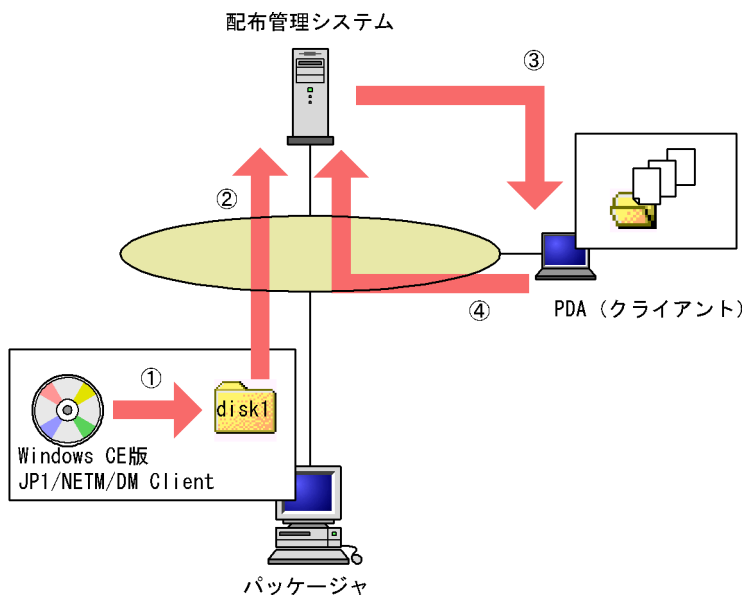 配布管理システム
③
②
PDA（クライアント）
④
①
disk1
Windows CE版
JP1/NETM/DM Client
パッケージャ